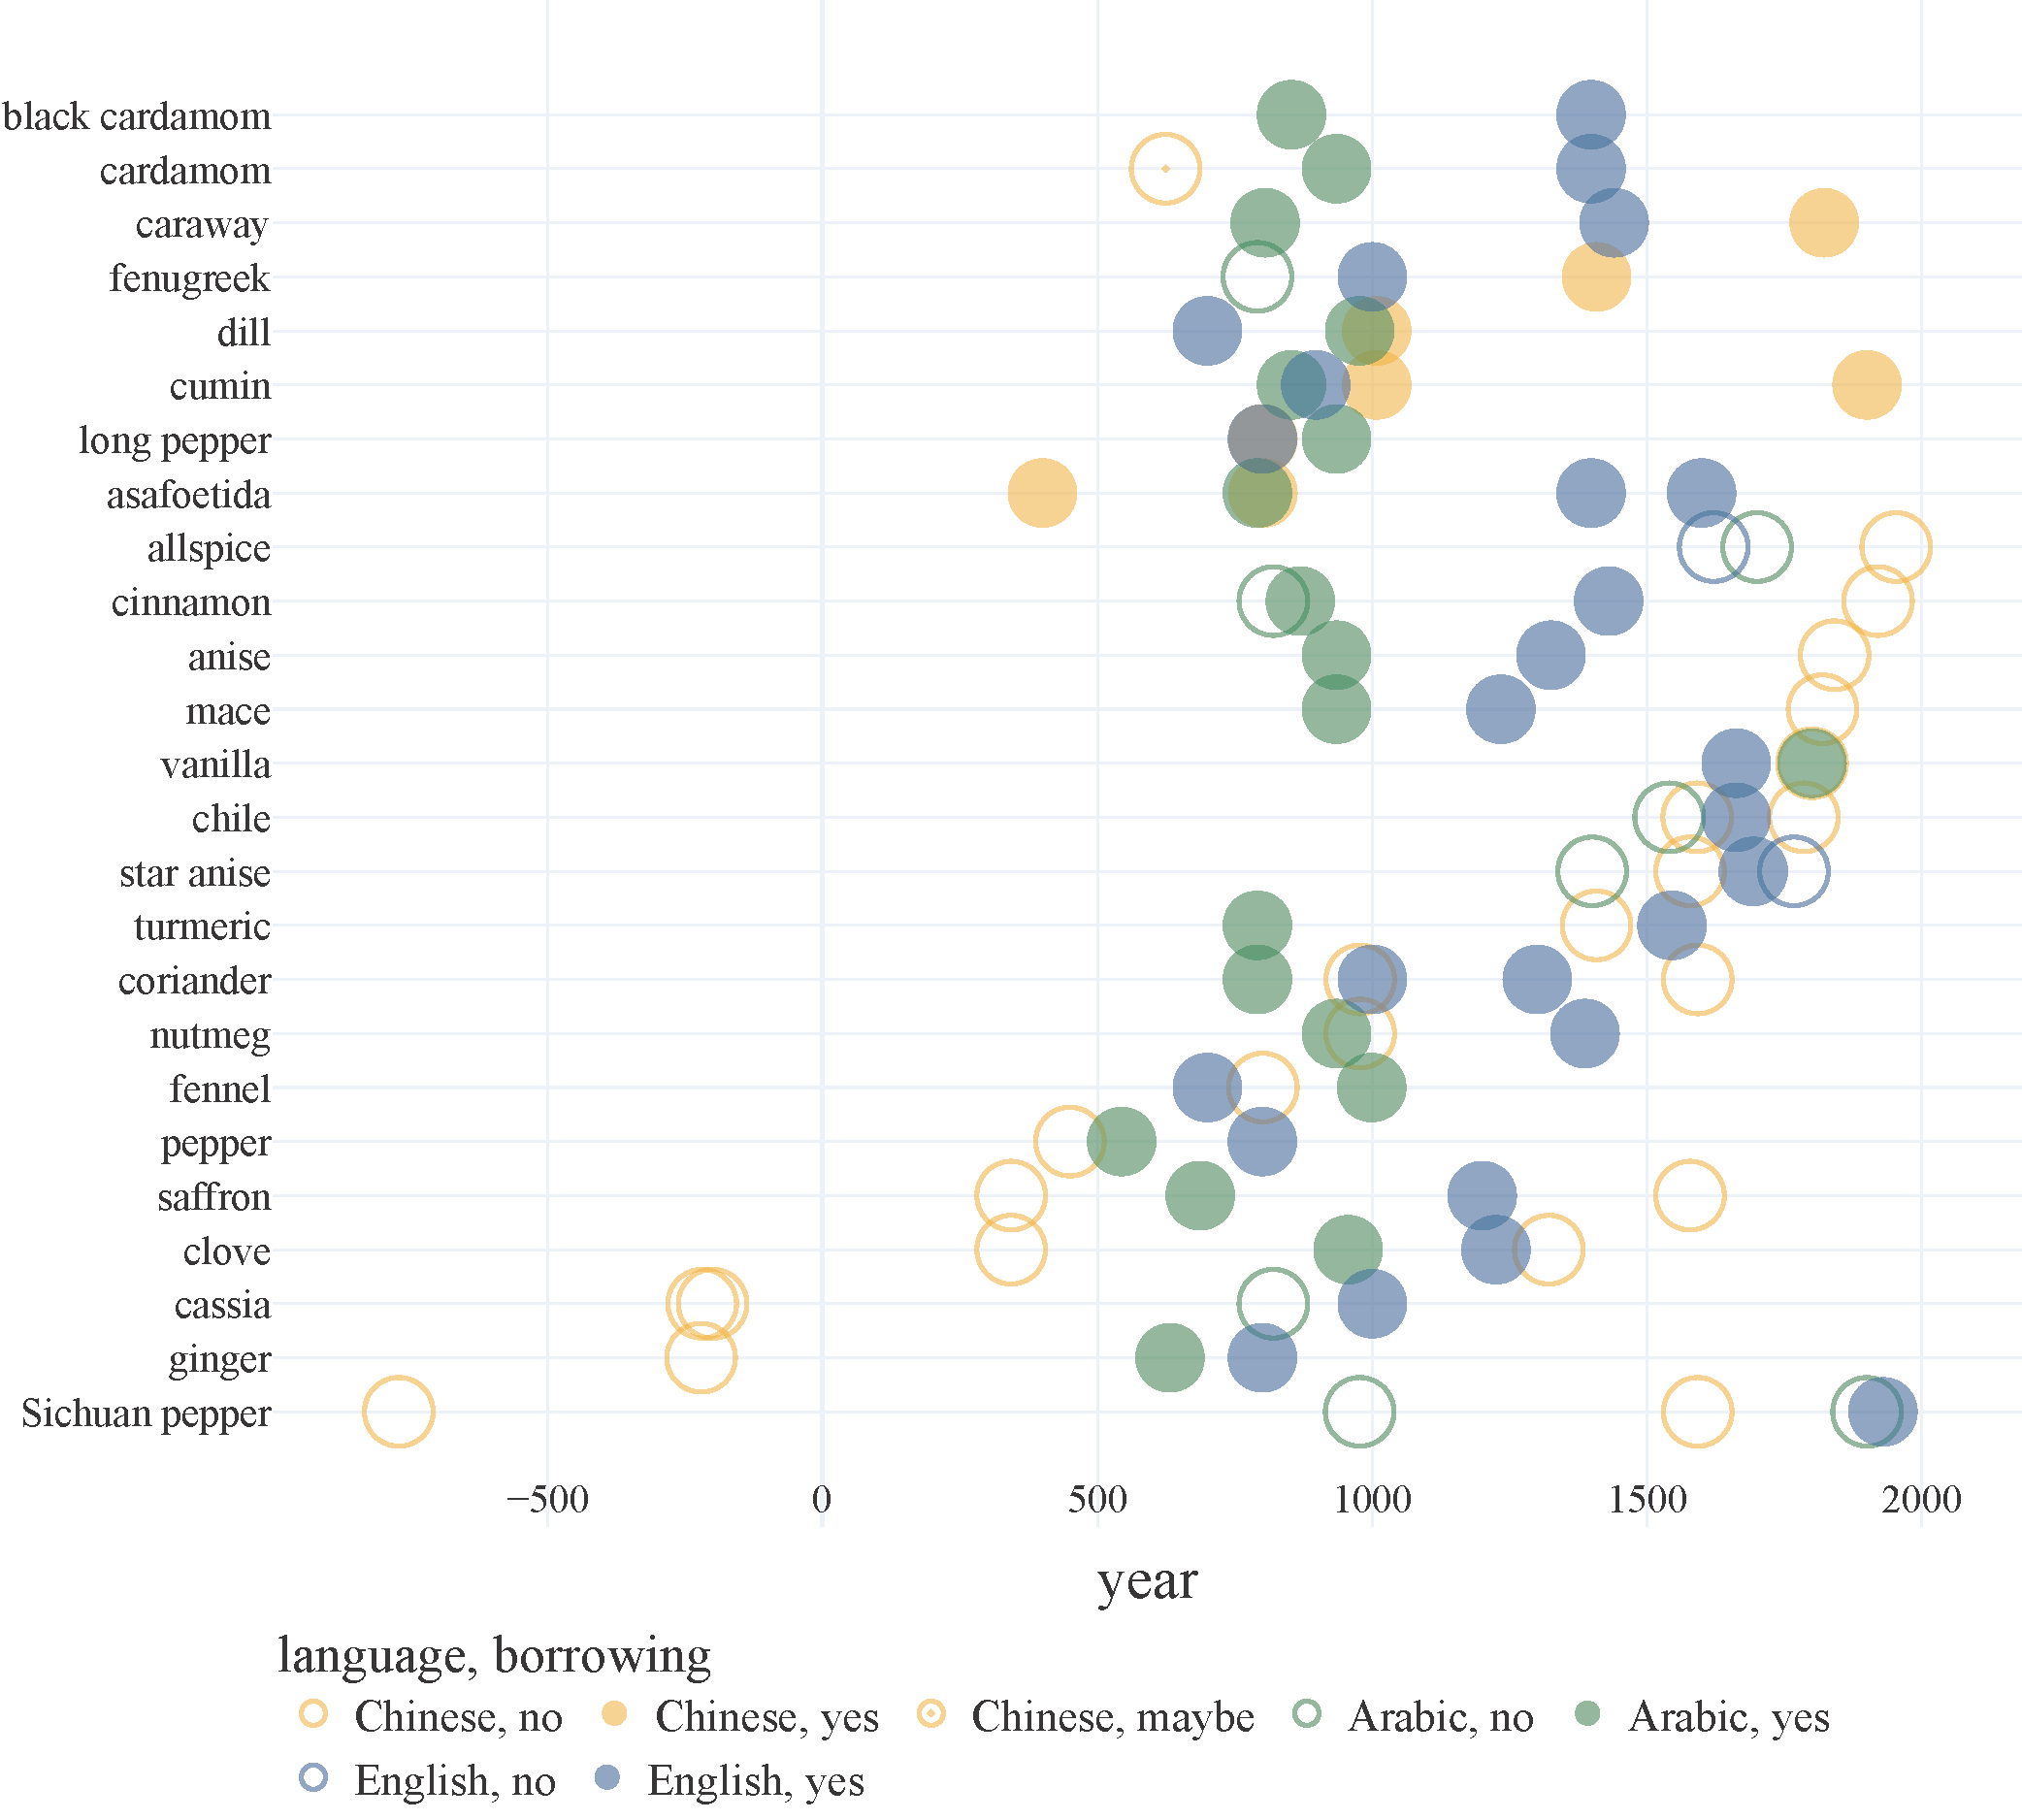 black cardamom
cardamom
caraway
fenugreek
dill
cumin
long pepper
asafoetida
allspice
cinnamon
anise
mace
vanilla
chile
star anise
turmeric
coriander
nutmeg
fennel
pepper
saffron
clove
cassia
ginger
Sichuan pepper
−500 0 500 1000 1500 2000
year
language, borrowing
Chinese, no Chinese, yes Chinese, maybe Arabic, no Arabic, yes
English, no English, yes